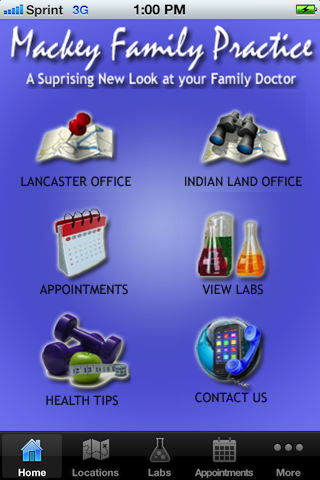 Sprint 3G 1:00 PM
Mackey Family Practice
A Suprising New Look at your Family Doctor
LANCASTER OFFICE INDIAN LAND OFFICE
APPOINTMENTS VIEW LABS
HEALTH TIPS CONTACT US
Home Locations Labs Appointments More